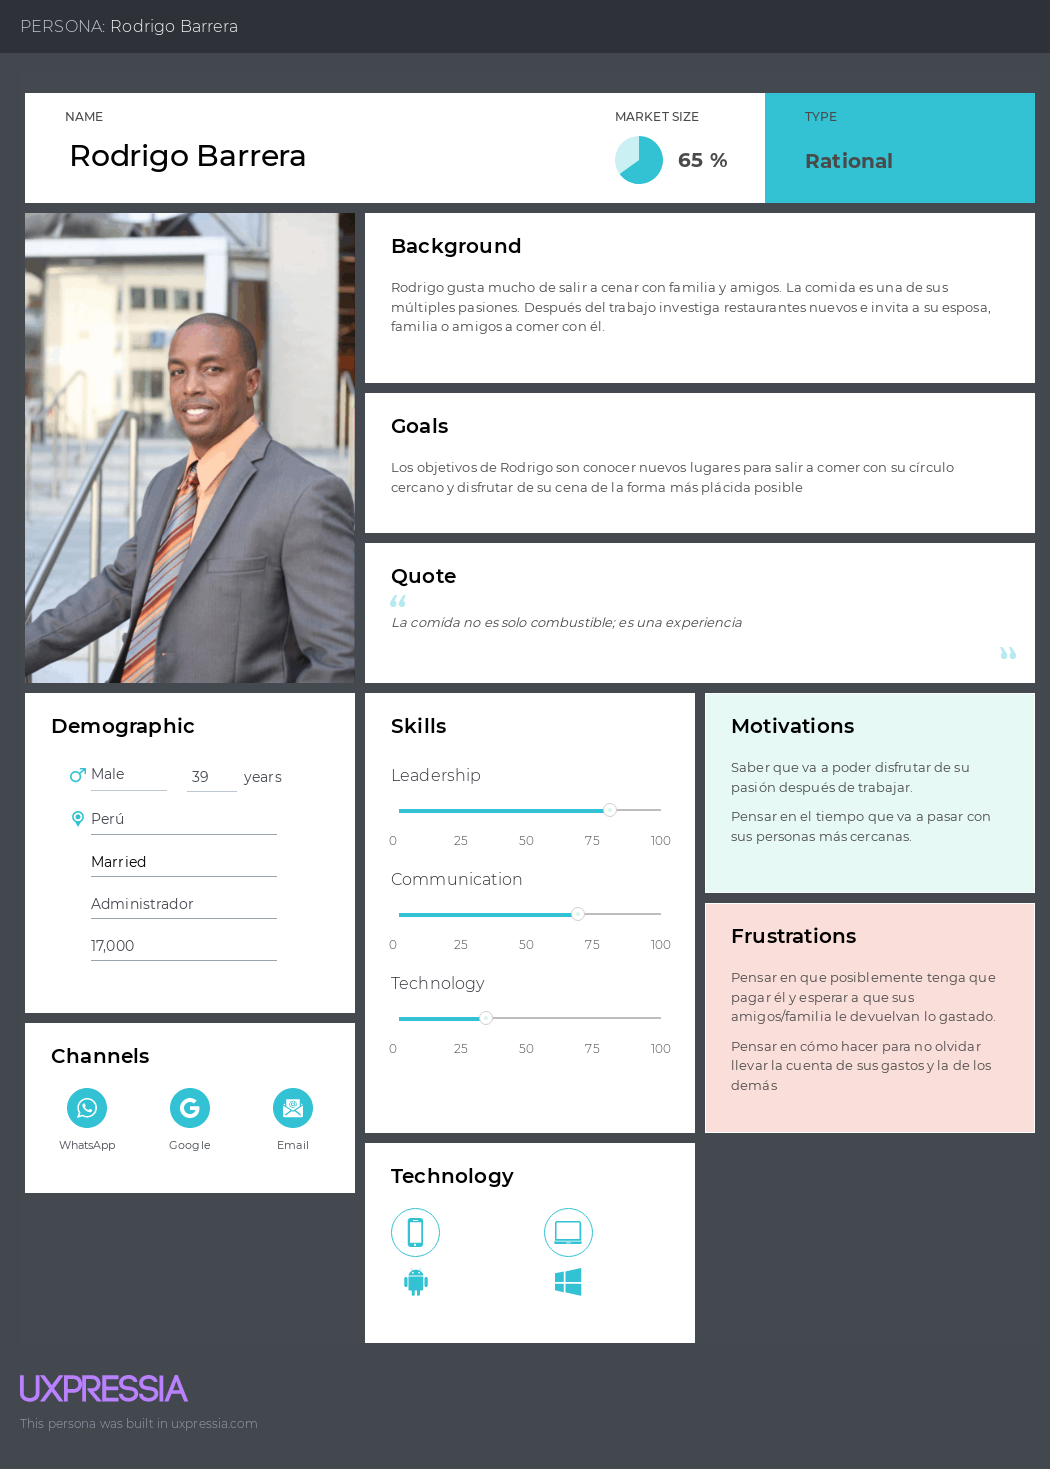 PERSONA: Rodrigo Barrera
NAME
Rodrigo Barrera
MARKET SIZE
65 %
TYPE
Rational
Background
Rodrigo gusta mucho de salir a cenar con familia y amigos. La comida es una de sus
múltiples pasiones. Después del trabajo investiga restaurantes nuevos e invita a su esposa,
familia o amigos a comer con él.
Goals
Los objetivos de Rodrigo son conocer nuevos lugares para salir a comer con su círculo
cercano y disfrutar de su cena de la forma más plácida posible
Quote
“
La comida no es solo combustible; es una experiencia
”
Demographic
Male 39 years
Perú
Married
Administrador
17,000
Channels
WhatsApp Google Email
Skills
Leadership
0 25 50 75 100
Communication
0 25 50 75 100
Technology
0 25 50 75 100
Motivations
Saber que va a poder disfrutar de su
pasión después de trabajar.
Pensar en el tiempo que va a pasar con
sus personas más cercanas.
Frustrations
Pensar en que posiblemente tenga que
pagar él y esperar a que sus
amigos/familia le devuelvan lo gastado.
Pensar en cómo hacer para no olvidar
llevar la cuenta de sus gastos y la de los
demás
Technology
UXPRESSIA
This persona was built in uxpressia.com